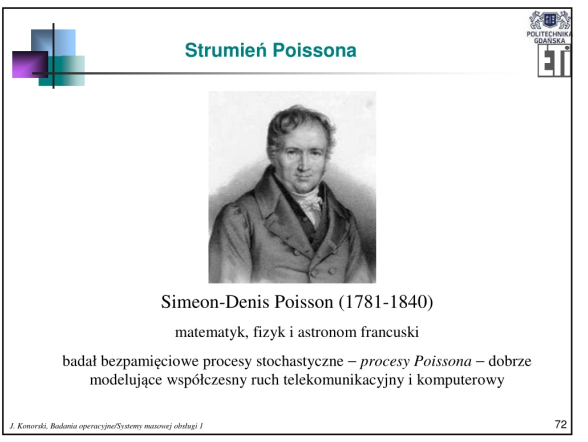 Strumień Poissona
POLITECHNIKA
GDAŃSKA
ETI
Simeon-Denis Poisson (1781-1840)
matematyk, fizyk i astronom francuski
badał bezpamięciowe procesy stochastyczne – procesy Poissona – dobrze
modelujące współczesny ruch telekomunikacyjny i komputerowy
J. Konorski, Badania operacyjne/Systemy masowej obsługi 1
72